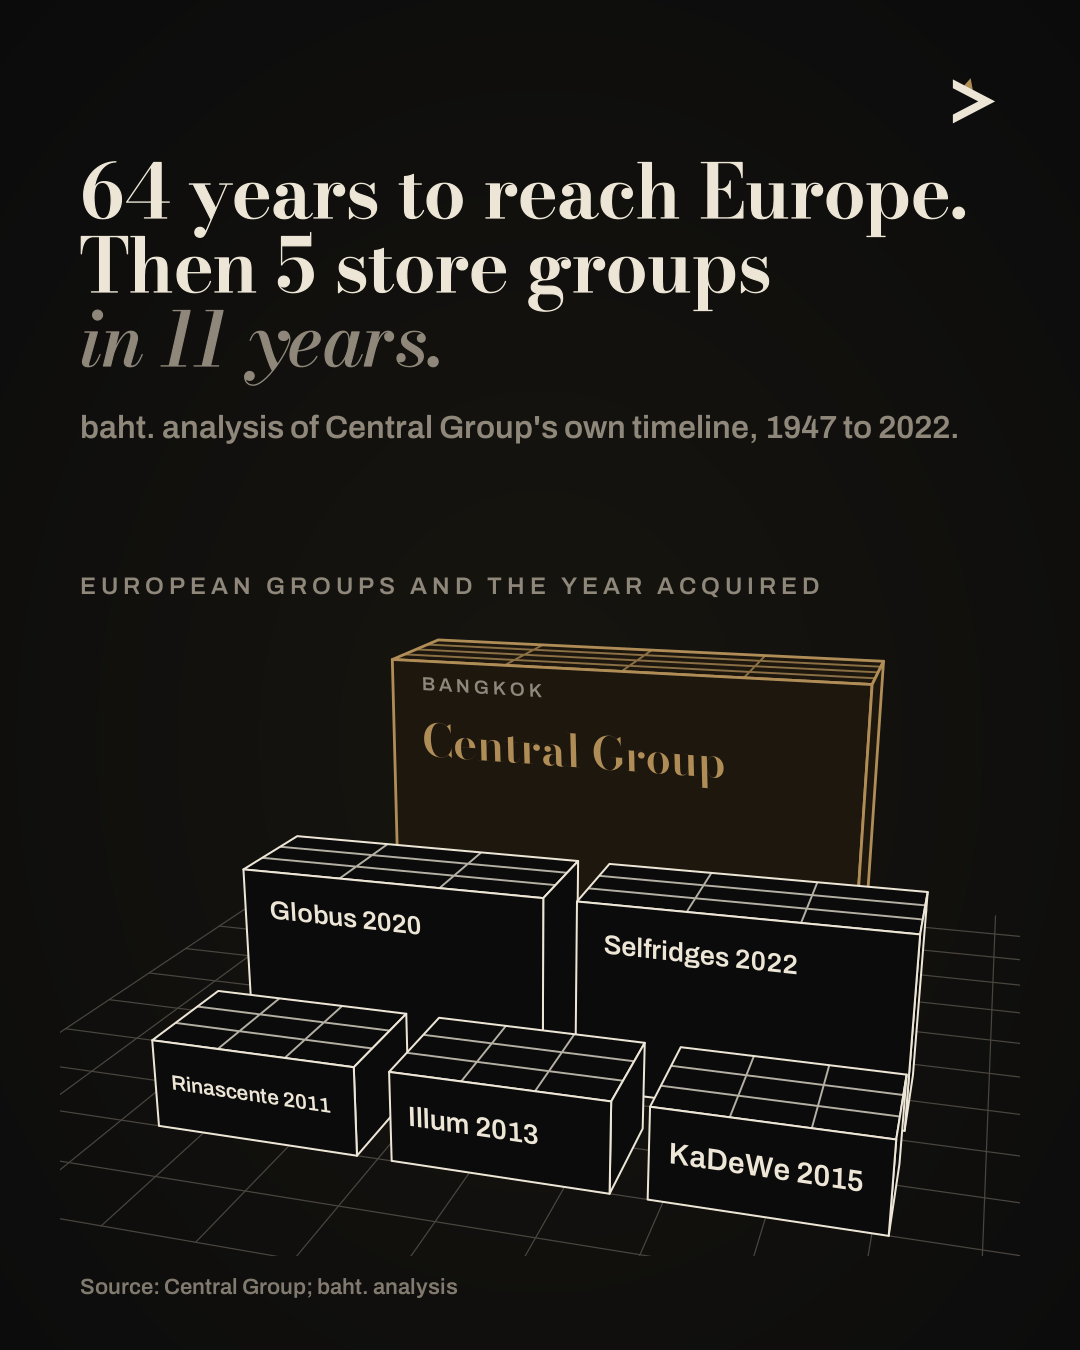 64 years to reach Europe.
Then 5 store groups
in 11 years.
baht. analysis of Central Group's own timeline, 1947 to 2022.
EUROPEAN GROUPS AND THE YEAR ACQUIRED
BANGKOK
Central Group
Globus 2020
Selfridges 2022
Rinascente 2011
Illum 2013
KaDeWe 2015
Source: Central Group; baht. analysis